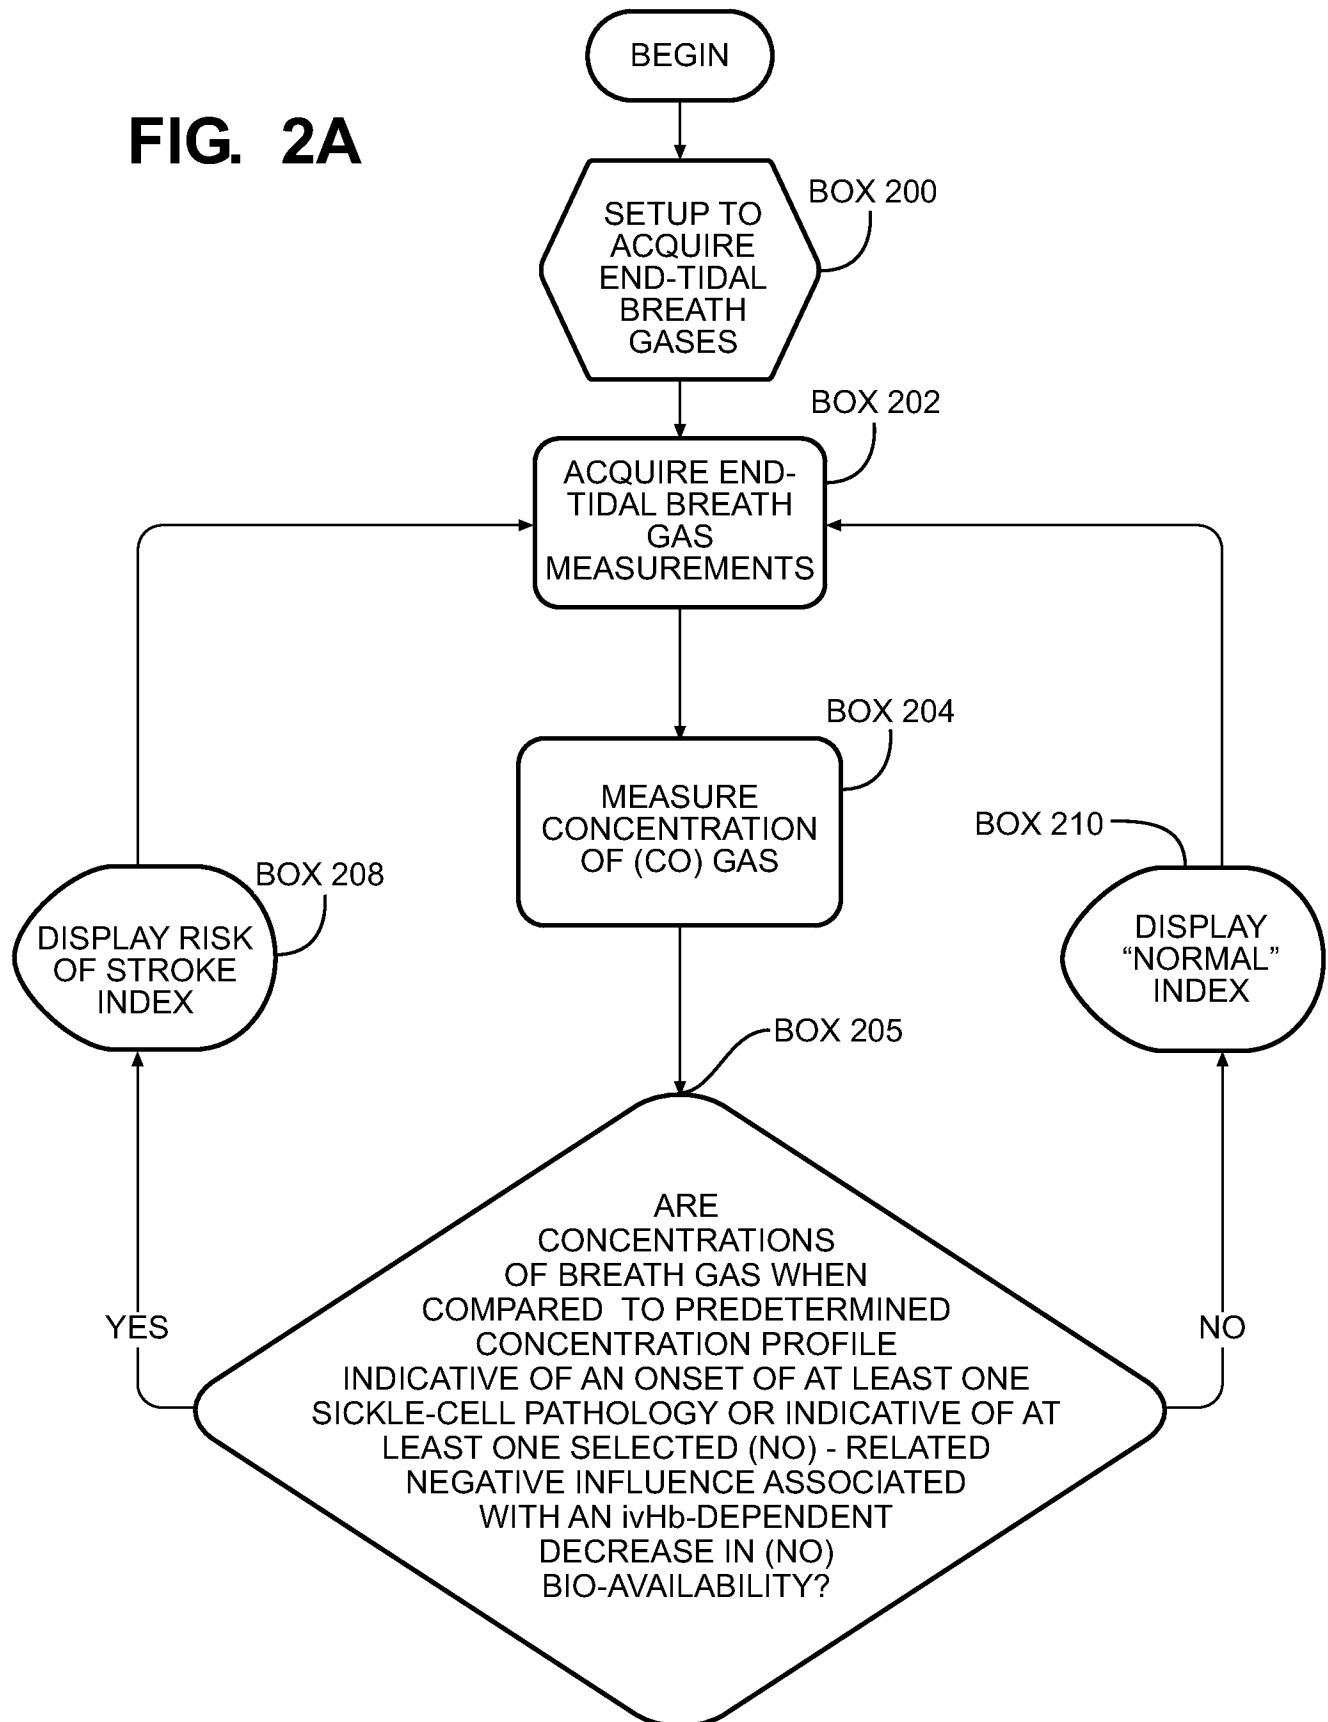 BEGIN
FIG. 2A
BOX 200
SETUP TO
ACQUIRE
END-TIDAL
BREATH
GASES
BOX 202
ACQUIRE END-
TIDAL BREATH
GAS
MEASUREMENTS
BOX 204
MEASURE
CONCENTRATION
OF (CO) GAS
BOX 210
BOX 208
DISPLAY RISK
OF STROKE
INDEX
DISPLAY
“NORMAL”
INDEX
BOX 205
ARE
CONCENTRATIONS
OF BREATH GAS WHEN
COMPARED TO PREDETERMINED
CONCENTRATION PROFILE
INDICATIVE OF AN ONSET OF AT LEAST ONE
SICKLE-CELL PATHOLOGY OR INDICATIVE OF AT
LEAST ONE SELECTED (NO) - RELATED
NEGATIVE INFLUENCE ASSOCIATED
WITH AN ivHb-DEPENDENT
DECREASE IN (NO)
BIO-AVAILABILITY?
YES
NO